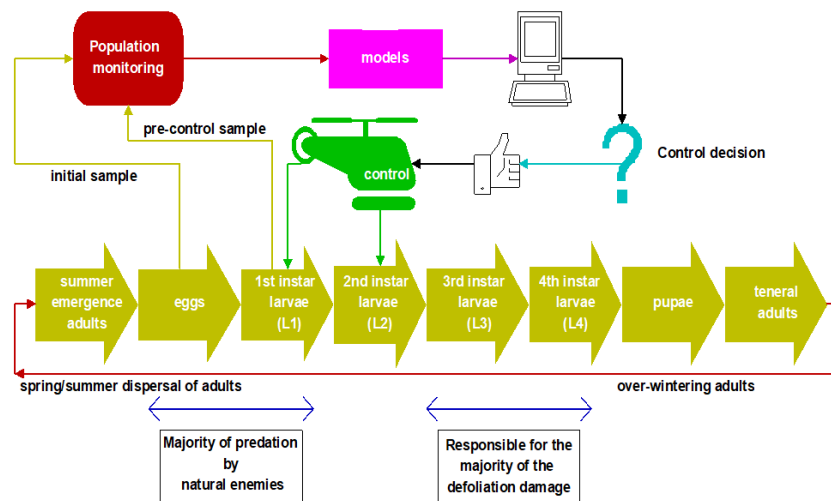 Population
monitoring
models
pre-control sample
initial sample
control
Control decision
summer
emergence
adults
eggs
1st instar
larvae
(L1)
2nd instar
larvae
(L2)
3rd instar
larvae
(L3)
4th instar
larvae
(L4)
pupae
teneral
adults
spring/summer dispersal of adults
over-wintering adults
Majority of predation
by
natural enemies
Responsible for the
majority of the
defoliation damage